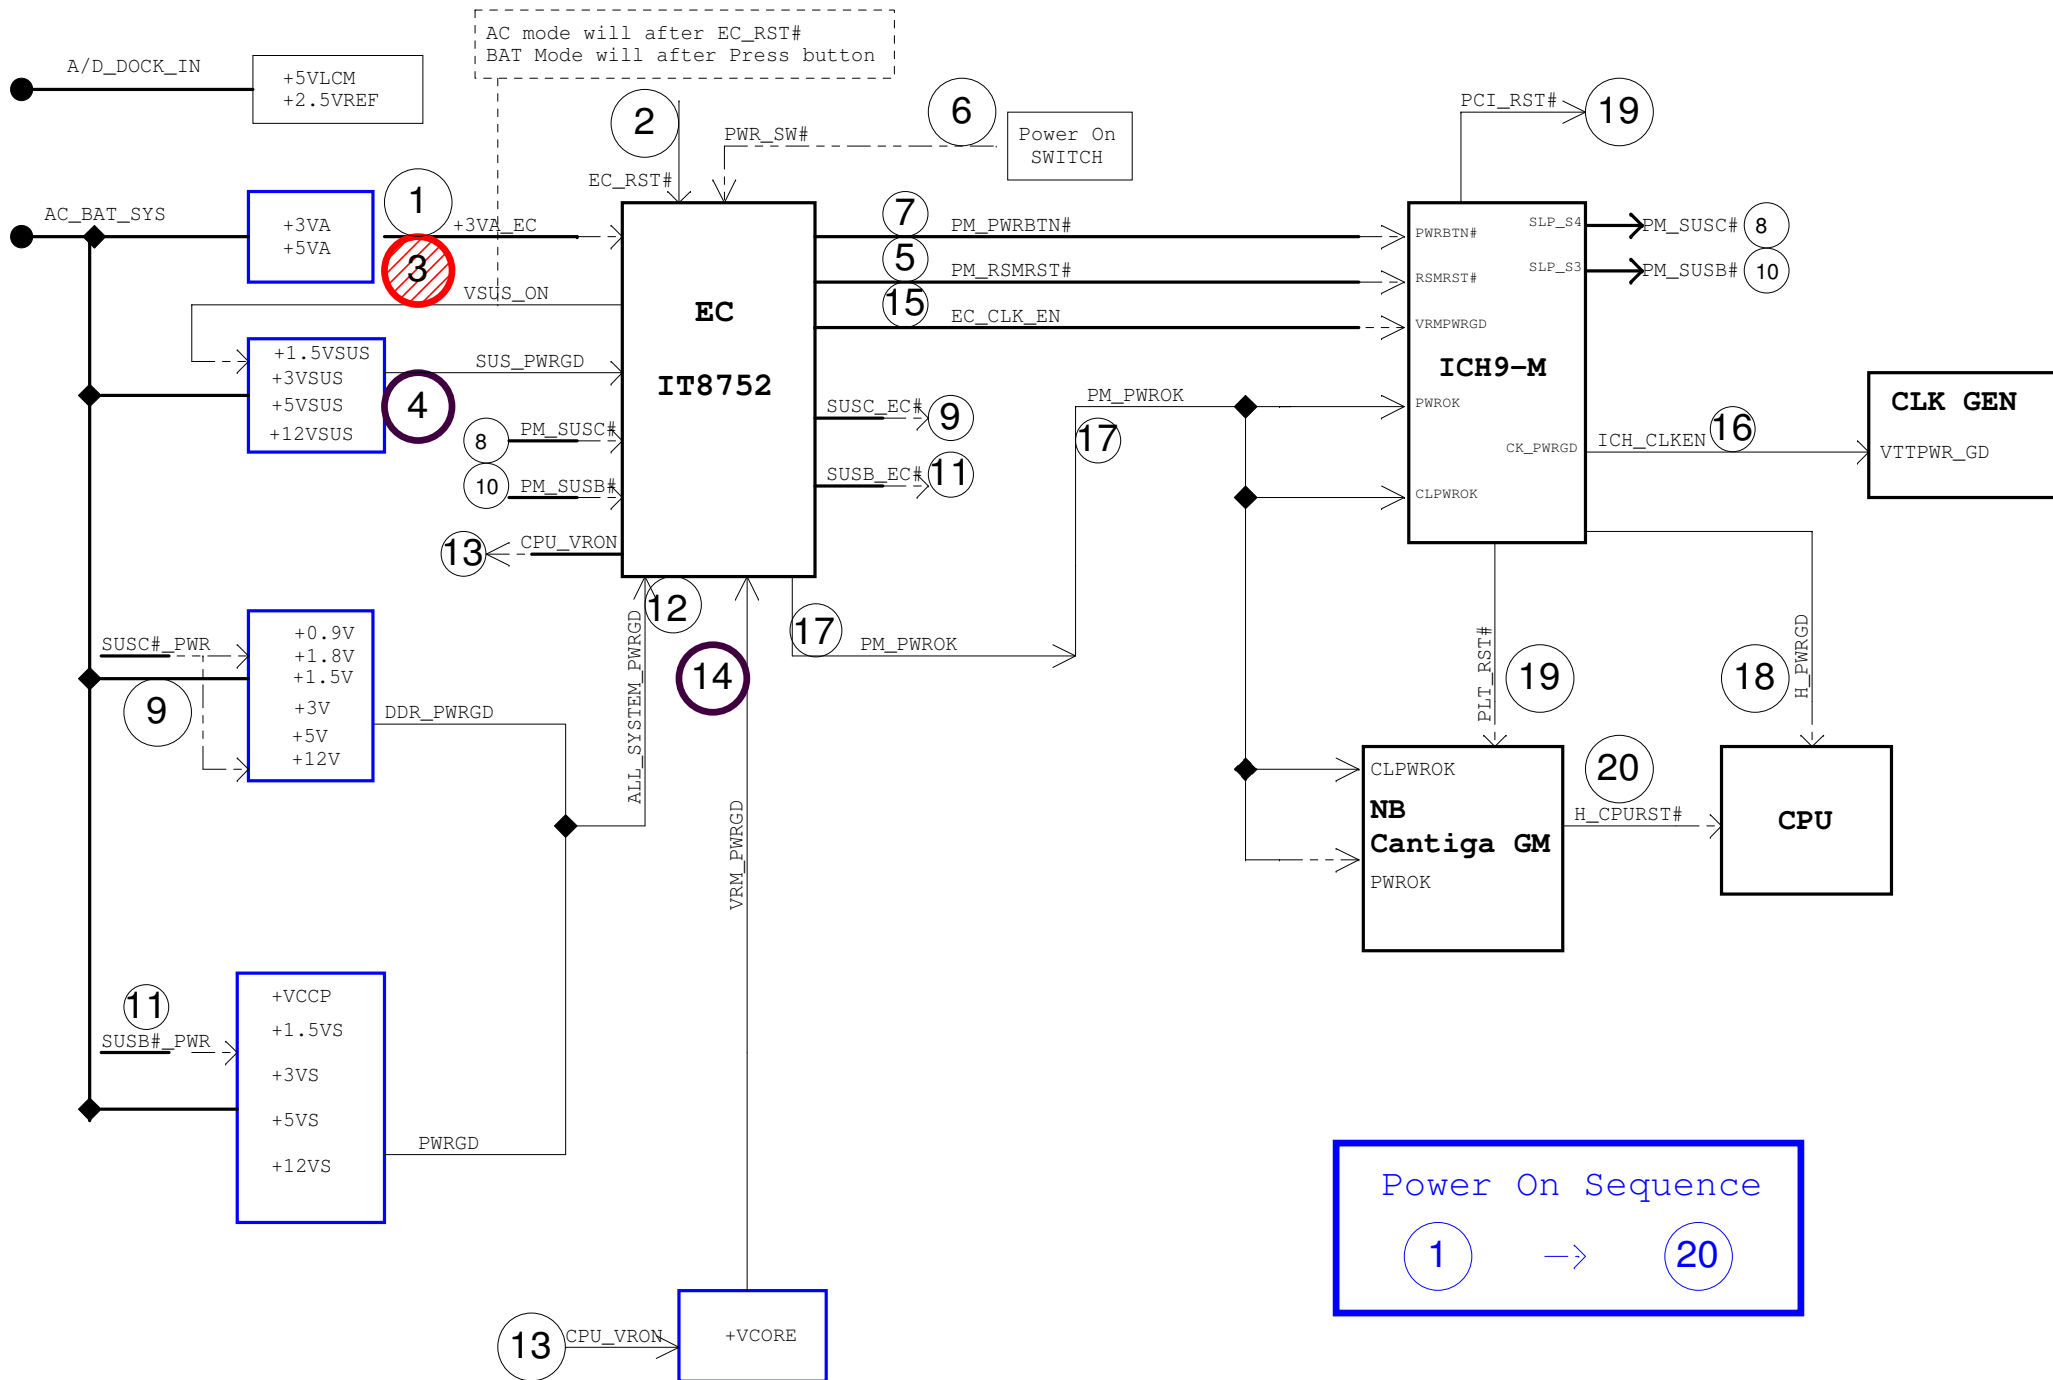 AC mode will after EC_RST#
BAT Mode will after Press button
A/D_DOCK_IN
+5VLCM
+2.5VREF
2
PWR_SW#
6
Power On
SWITCH
PCI_RST#
19
EC_RST#
AC_BAT_SYS
+3VA
+5VA
1
+3VA_EC
3
VSUS_ON
7
PM_PWRBTN#
5
PM_RSMRST#
15
EC_CLK_EN
PWRBTN#
RSMRST#
VRMPWRGD
SLP_S4
PM_SUSC#
8
SLP_S3
PM_SUSB#
10
EC
IT8752
ICH9-M
+1.5VSUS
+3VSUS
+5VSUS
+12VSUS
SUS_PWRGD
4
8
PM_SUSC#
10
PM_SUSB#
13
CPU_VRON
SUSC_EC#
9
SUSB_EC#
11
PM_PWROK
17
PWROK
CLPWROK
CK_PWRGD
ICH_CLKEN
16
CLK GEN
VTTPWR_GD
12
17
PM_PWROK
14
SUSC#_PWR
9
+0.9V
+1.8V
+1.5V
+3V
+5V
+12V
DDR_PWRGD
ALL_SYSTEM_PWRGD
VRM_PWRGD
PLT_RST#
19
18
H_PWRGD
CLPWROK
NB
Cantiga GM
PWROK
20
H_CPURST#
CPU
11
SUSB#_PWR
+VCCP
+1.5VS
+3VS
+5VS
+12VS
PWRGD
13
CPU_VRON
+VCORE
Power On Sequence
1
20